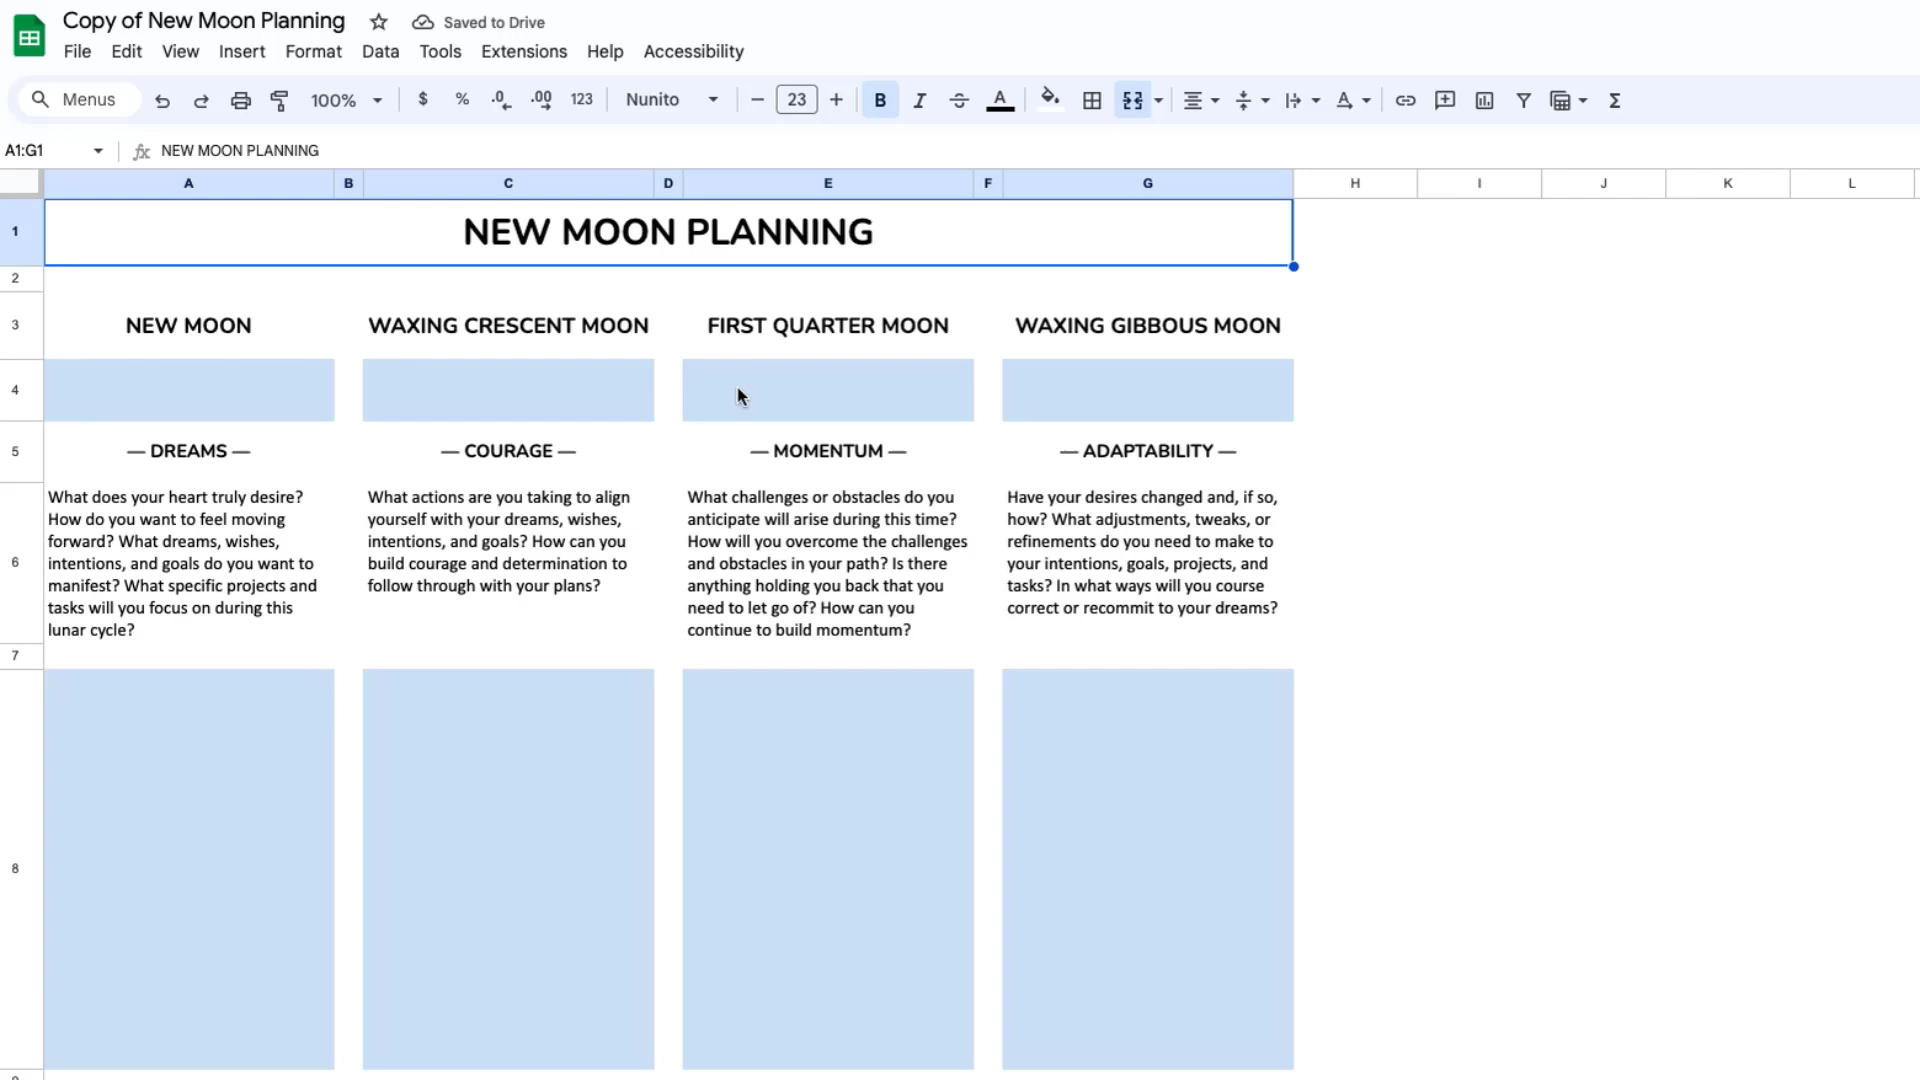 Copy of New Moon Planning Saved to Drive
File Edit View Insert Format Data Tools Extensions Help Accessibility
Menus 100% $ % .0 .00 123 Nunito 23 B I S A A Σ
A1:G1 fx NEW MOON PLANNING
A B C D E F G H I J K L
1 NEW MOON PLANNING
2
3 NEW MOON WAXING CRESCENT MOON FIRST QUARTER MOON WAXING GIBBOUS MOON
4
5 — DREAMS — — COURAGE — — MOMENTUM — — ADAPTABILITY —
6
What does your heart truly desire?
How do you want to feel moving
forward? What dreams, wishes,
intentions, and goals do you want to
manifest? What specific projects and
tasks will you focus on during this
lunar cycle?
What actions are you taking to align
yourself with your dreams, wishes,
intentions, and goals? How can you
build courage and determination to
follow through with your plans?
What challenges or obstacles do you
anticipate will arise during this time?
How will you overcome the challenges
and obstacles in your path? Is there
anything holding you back that you
need to let go of? How can you
continue to build momentum?
Have your desires changed and, if so,
how? What adjustments, tweaks, or
refinements do you need to make to
your intentions, goals, projects, and
tasks? In what ways will you course
correct or recommit to your dreams?
7
8